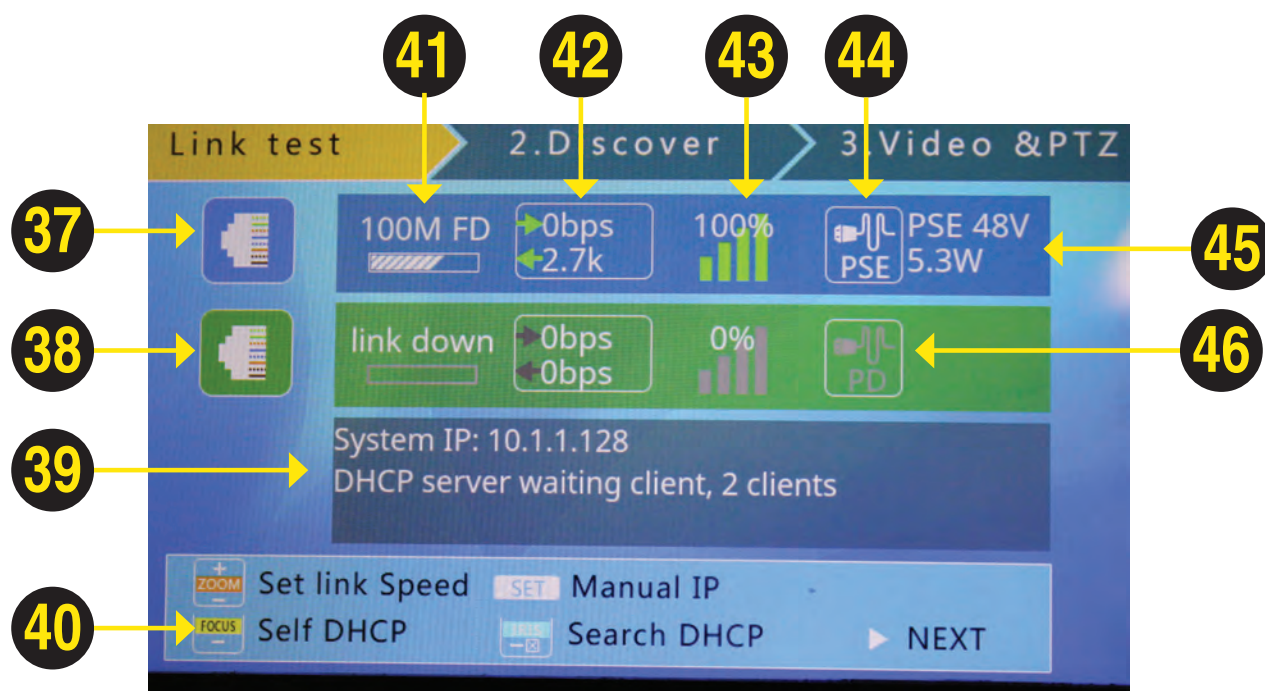 41 42 43 44
Link test 2.Discover 3.Video &PTZ
37 100M FD 0bps 100% PSE 48V 45
2.7k PSE 5.3W
38 link down 0bps 0% 46
0bps PD
39 System IP: 10.1.1.128
DHCP server waiting client, 2 clients
+
ZOOM Set link Speed SET Manual IP
-
40 FOCUS Self DHCP IRIS Search DHCP NEXT
-